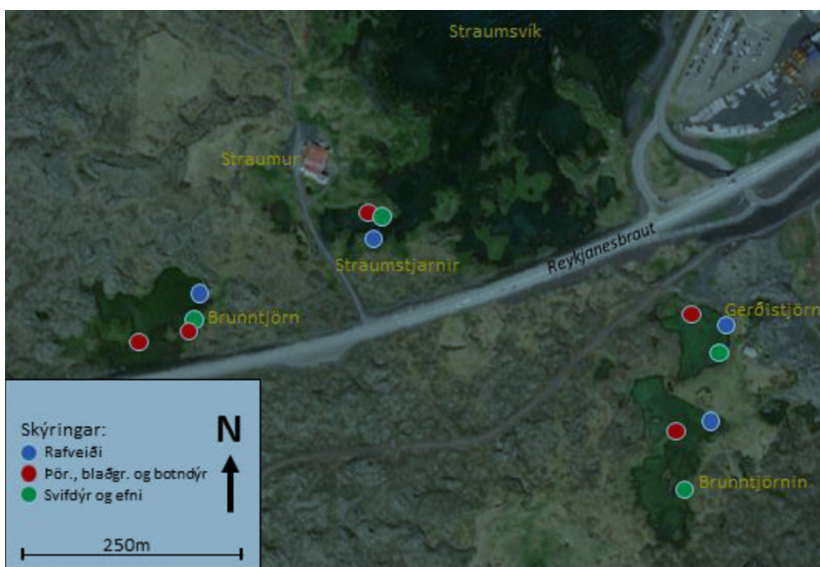 Straumsvík
Straumur
Reykjanesbraut
Straumstjarnir
Brunntjörn
Gerðistjörn
Brunntjörnin
Skýringar:
Rafveiði
Þör., blaðgr. og botndýr
Svifdýr og efni
N
250m